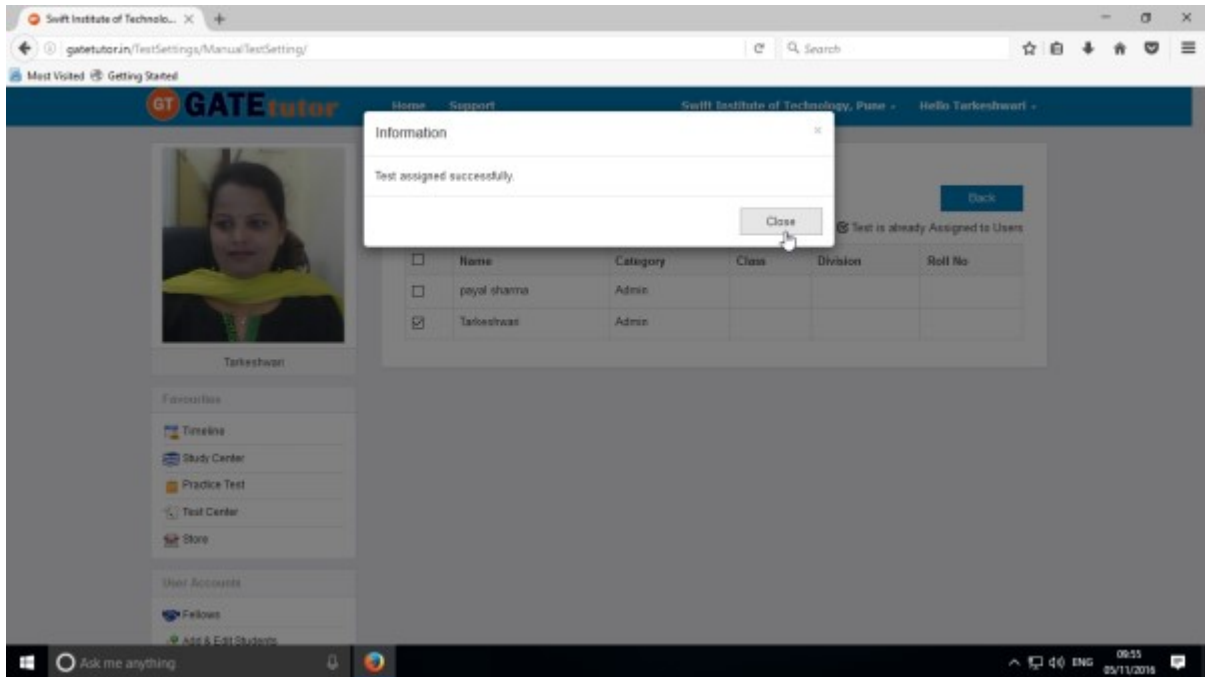 Swift Institute of Technolo...
gatetutor.in/TestSettings/ManualTestSetting/
Search
Most Visited Getting Started
GT GATEtutor Home Support Swift Institute of Technology, Pune Hello Tarkeshwari
Information
Test assigned successfully.
Close
Back
Test is already Assigned to Users
Name Category Class Division Roll No
payal sharma Admin
Tarkeshwari Admin
Tarkeshwari
Favourites
Timeline
Study Center
Practice Test
Test Center
Store
User Accounts
Fellows
Add & Edit Students
Ask me anything
ENG
09:55
05/11/2016